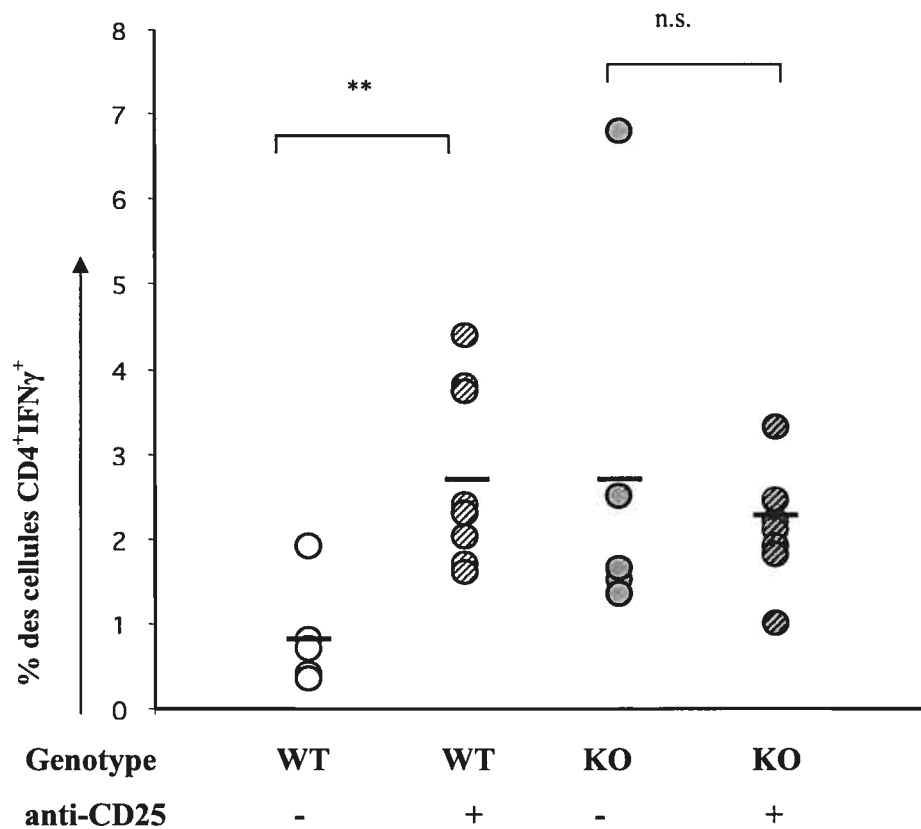 n.s.
**
8
7
6
5
4
3
2
1
0
% des cellules CD4⁺IFNγ⁺
Genotype WT WT KO KO
anti-CD25 - + - +